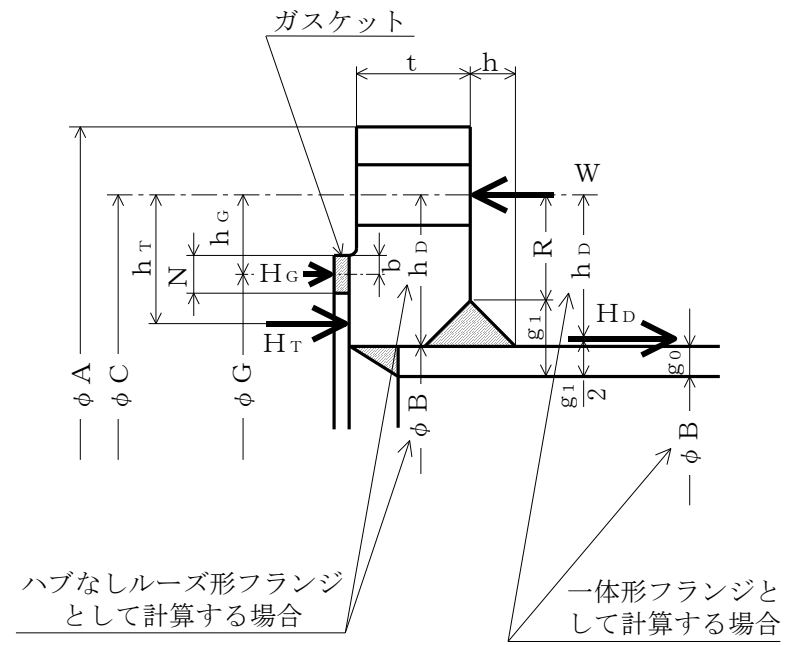 ガスケット
t
h
W
hT
hG
N
HG
b
hD
R
hD
HT
g1
HD
g0
φA
φC
φG
φB
g1
2
φB
ハブなしルーズ形フランジ
として計算する場合
一体形フランジと
して計算する場合